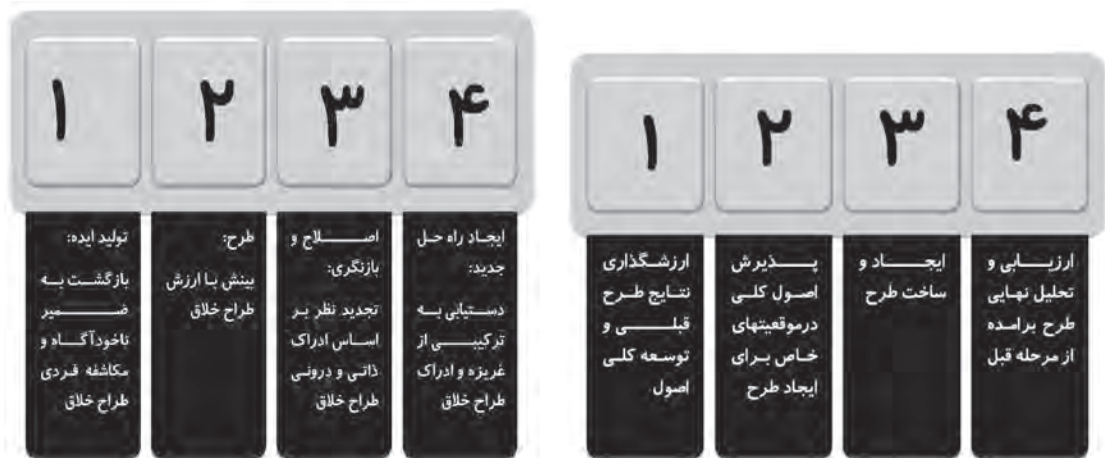 ۱
تولید ایده:
بازگشت به
ضمیر
ناخودآگاه و
مکاشفه فردی
طراح خلاق
۲
طرح:
بینش با ارزش
طراح خلاق
۳
اصلاح و
بازنگری:
تجدید نظر بر
اساس ادراک
ذاتی و درونی
طراح خلاق
۴
ایجاد راه حل
جدید:
دستیابی به
ترکیبی از
غریزه و ادراک
طراح خلاق
۱
ارزشگذاری
نتایج طرح
قبلی و
توسعه کلی
اصول
۲
پذیرش
اصول کلی
درموقعیتهای
خاص برای
ایجاد طرح
۳
ایجاد و
ساخت طرح
۴
ارزیابی و
تحلیل نهایی
طرح برامده
از مرحله قبل